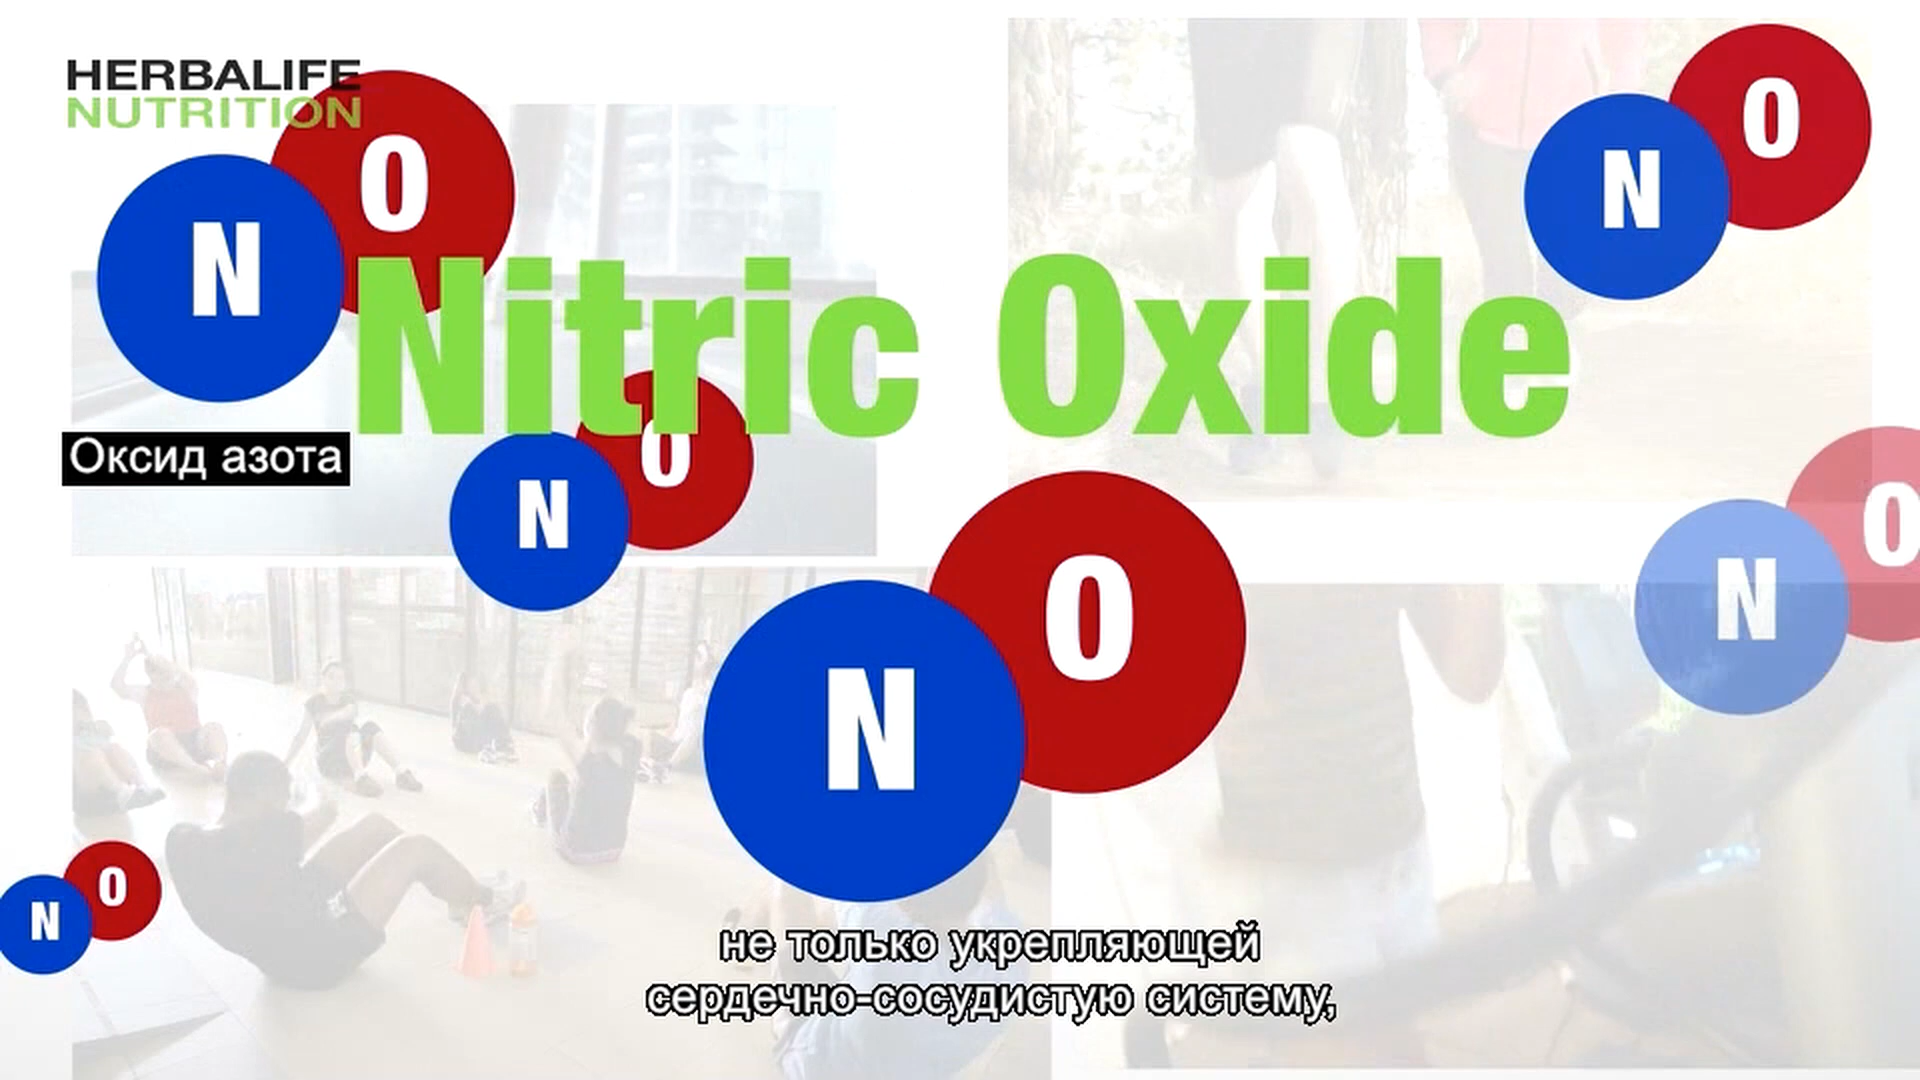 HERBALIFE
NUTRITION
N O
N O
Nitric Oxide
Оксид азота
N O
N O
N O
N O
не только укрепляющей
сердечно-сосудистую систему,